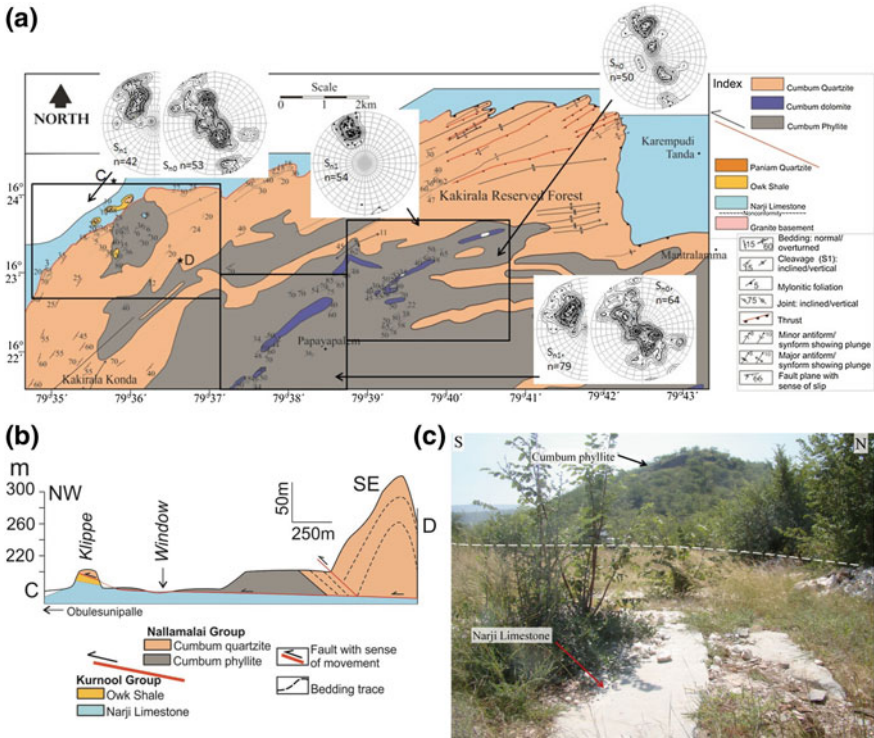 (a)
NORTH
Scale
0 1 2km
Sn1
n=42
Sn0 n=53
Sn1
n=54
Sn0
n=50
Sn0*
n=64
Sn1*
n=79
C
D
Kakirala Reserved Forest
Karempudi
Tanda
Mantralamma
Papayapalem
Kakirala Konda
16°
24'
16°
23'
16°
22'
79°35' 79°36' 79°37' 79°38' 79°39' 79°40' 79°41' 79°42' 79°43'
Index
Cumbum Quartzite
Cumbum dolomite
Cumbum Phyllite
Paniam Quartzite
Owk Shale
Narji Limestone
Nonconformity
Granite basement
Bedding: normal/
overturned
Cleavage (S1):
inclined/vertical
Mylonitic foliation
Joint: inclined/vertical
Thrust
Minor antiform/
synform showing plunge
Major antiform/
synform showing plunge
Fault plane with
sense of slip
(b)
m
NW
SE
300
260
220
C
D
Klippe
Window
50m
250m
Obulesunipalle
Nallamalai Group
Cumbum quartzite
Cumbum phyllite
Kurnool Group
Owk Shale
Narji Limestone
Fault with sense
of movement
Bedding trace
(c)
S
N
Cumbum phyllite
Narji Limestone